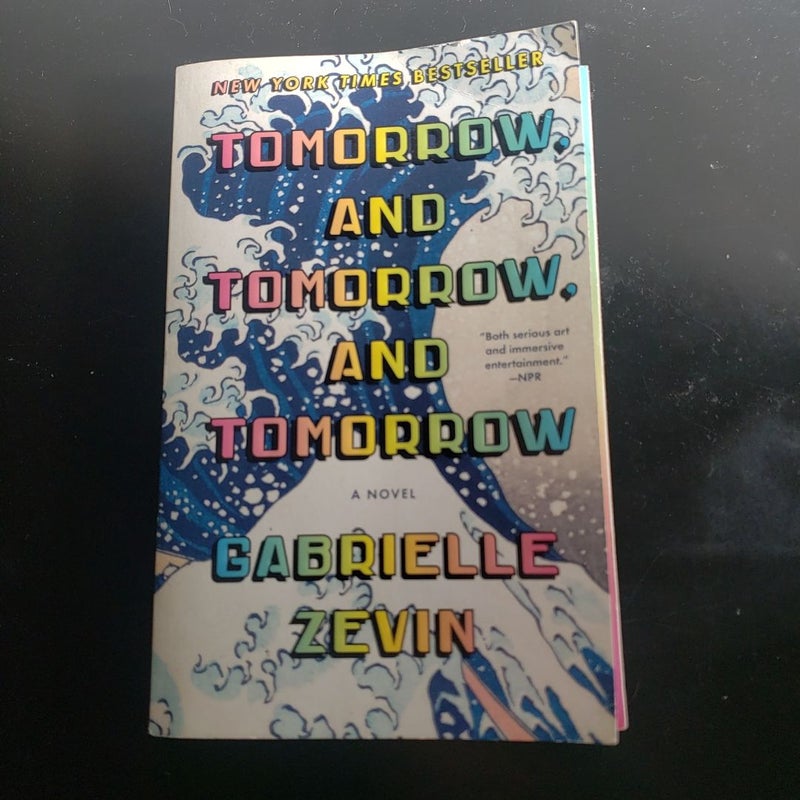 NEW YORK TIMES BESTSELLER
TOMORROW,
AND
TOMORROW,
AND
TOMORROW
"Both serious art
and immersive
entertainment."
—NPR
A NOVEL
GABRIELLE
ZEVIN